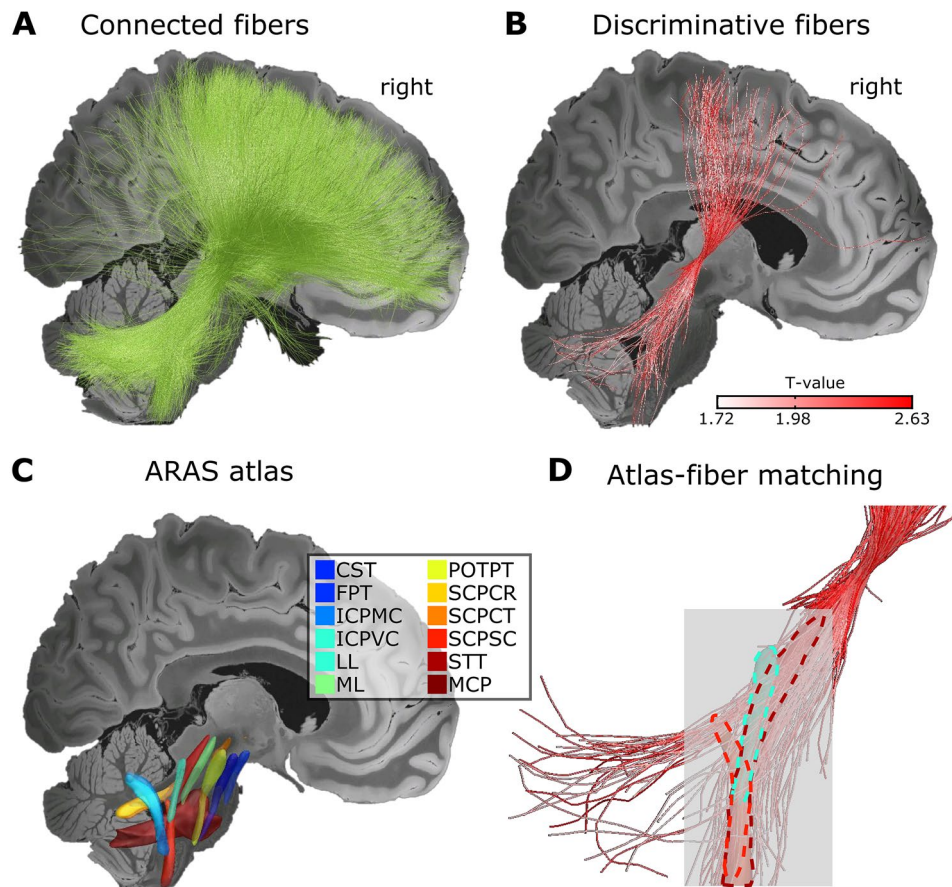 A Connected fibers
right
B Discriminative fibers
right
T-value
1.72 1.98 2.63
C ARAS atlas
CST POTPT
FPT SCPCR
ICPMC SCPCT
ICPVC SCPSC
LL STT
ML MCP
D Atlas-fiber matching